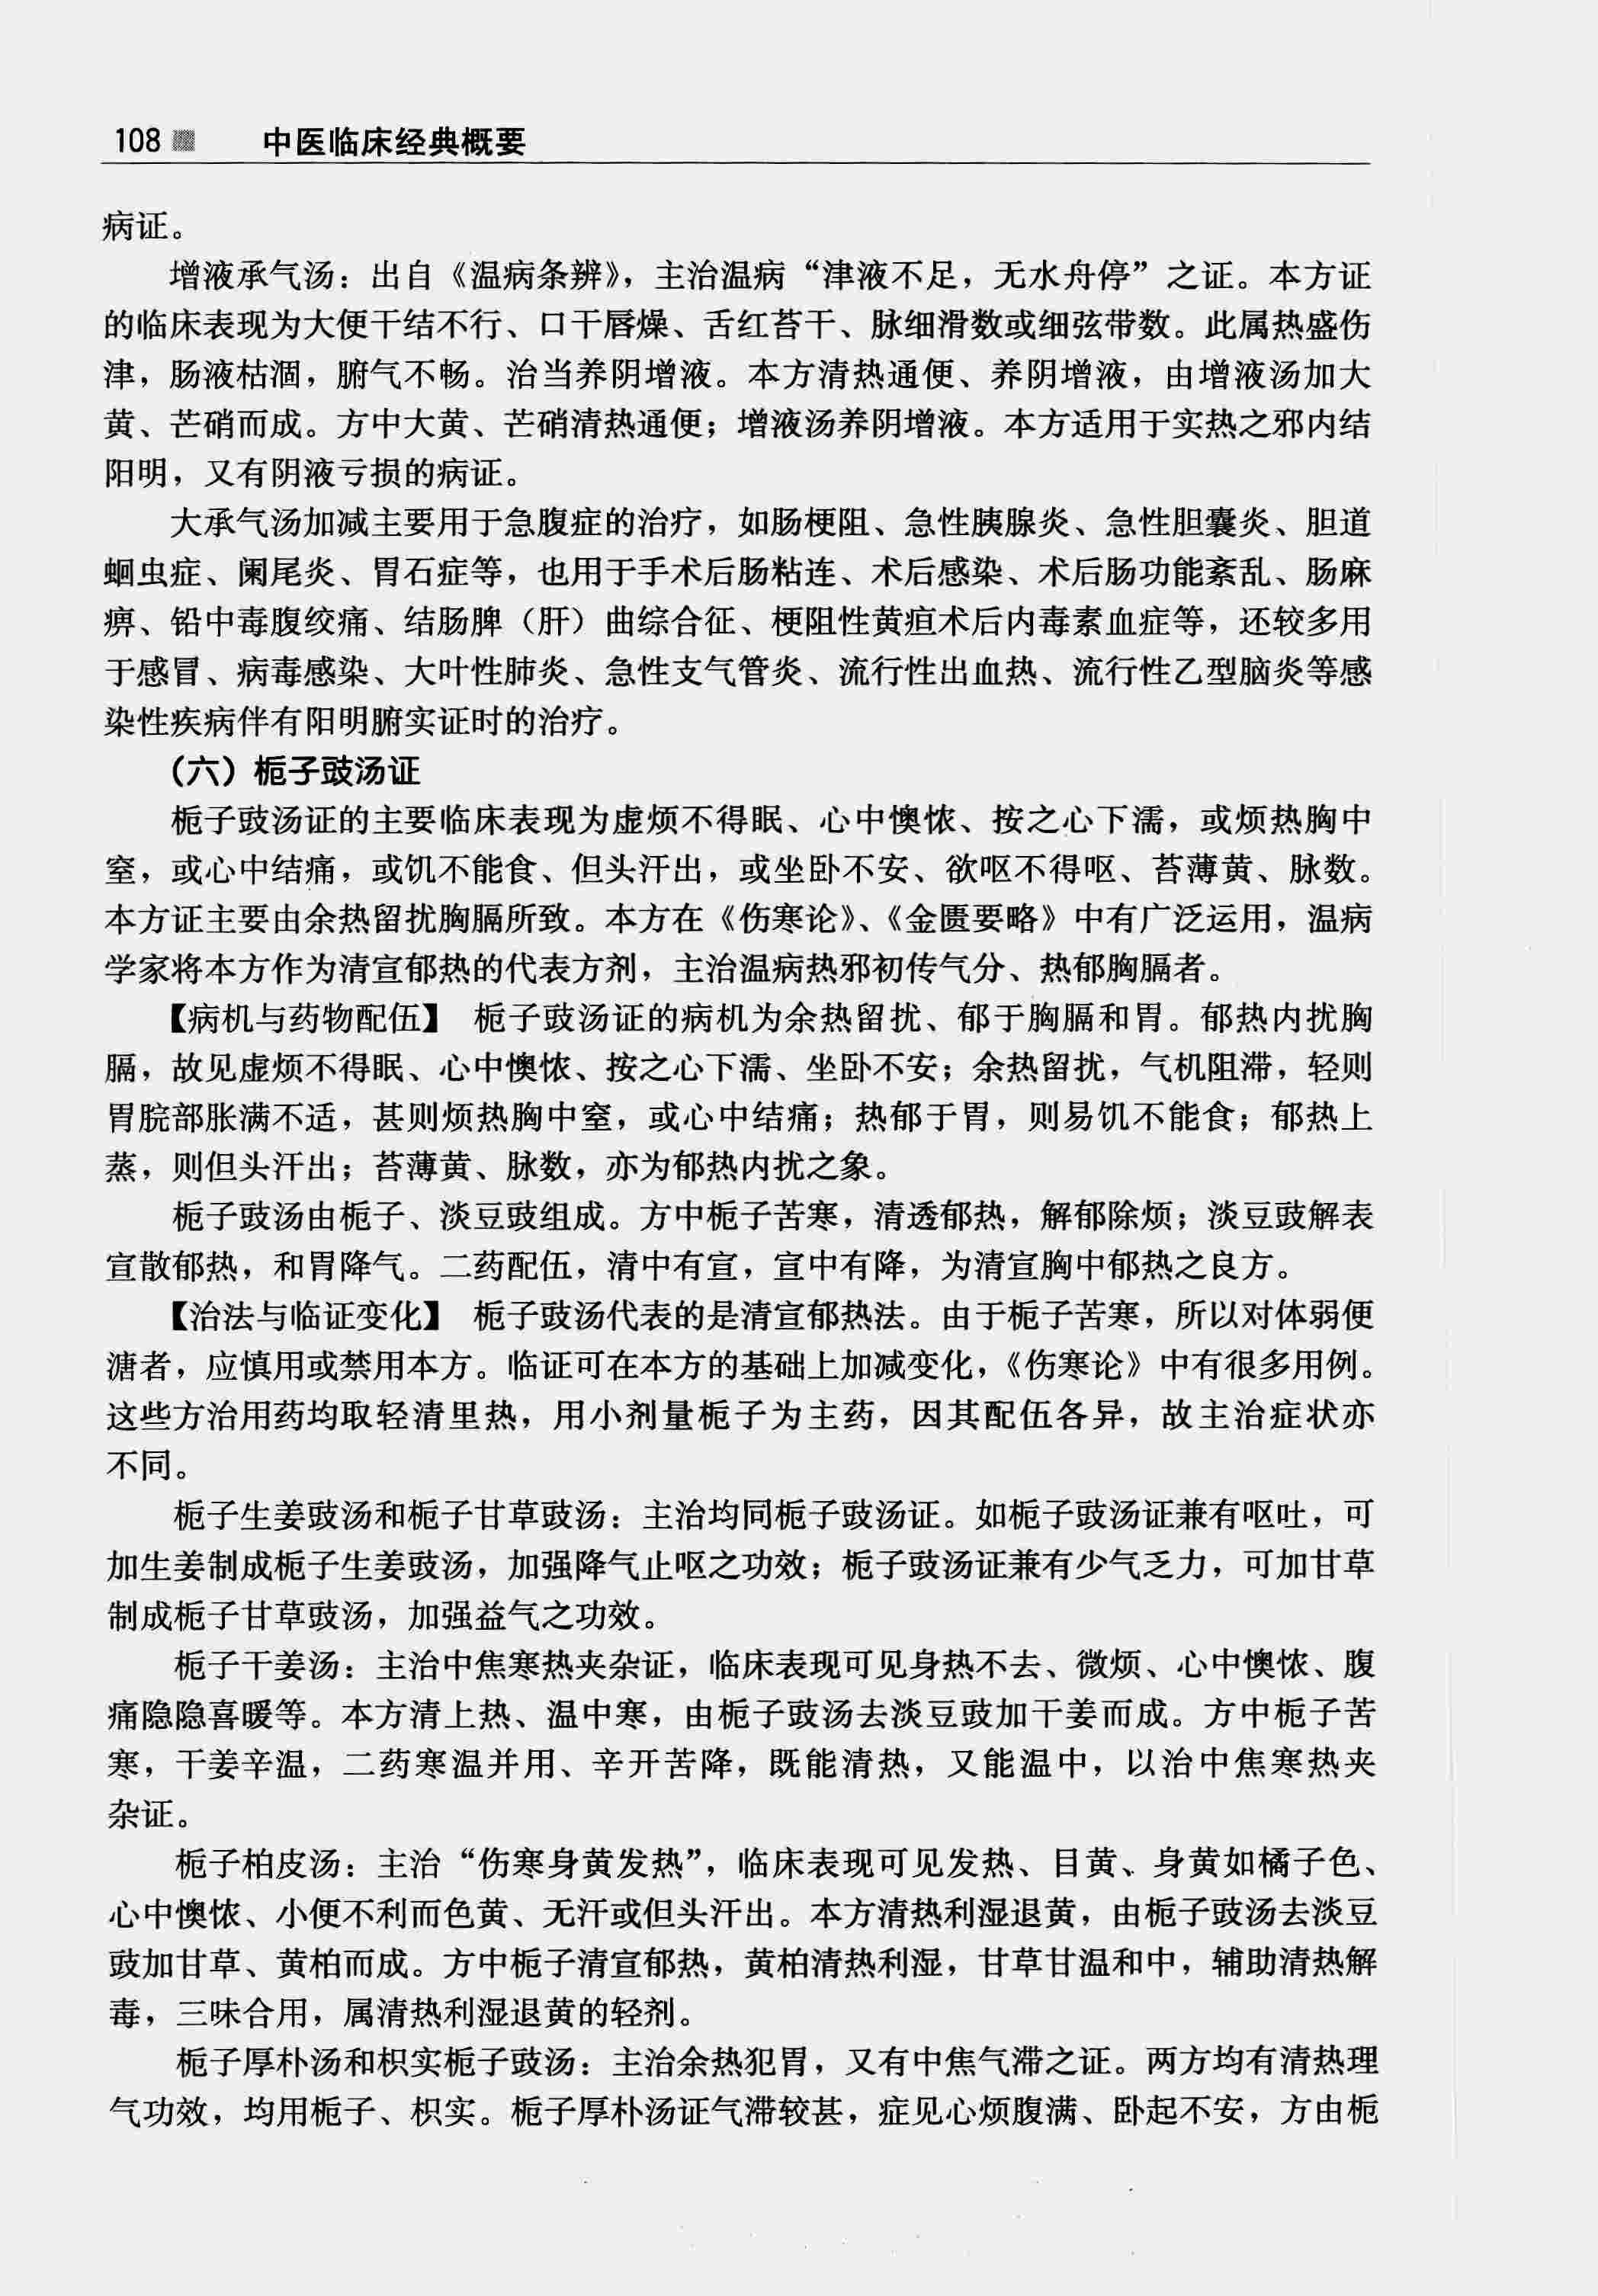 108 中医临床经典概要
病证。
增液承气汤：出自《温病条辨》，主治温病“津液不足，无水舟停”之证。本方证
的临床表现为大便干结不行、口干唇燥、舌红苔干、脉细滑数或细弦带数。此属热盛伤
津，肠液枯涸，腑气不畅。治当养阴增液。本方清热通便、养阴增液，由增液汤加大
黄、芒硝而成。方中大黄、芒硝清热通便；增液汤养阴增液。本方适用于实热之邪内结
阳明，又有阴液亏损的病证。
大承气汤加减主要用于急腹症的治疗，如肠梗阻、急性胰腺炎、急性胆囊炎、胆道
蛔虫症、阑尾炎、胃石症等，也用于手术后肠粘连、术后感染、术后肠功能紊乱、肠麻
痹、铅中毒腹绞痛、结肠脾（肝）曲综合征、梗阻性黄疸术后内毒素血症等，还较多用
于感冒、病毒感染、大叶性肺炎、急性支气管炎、流行性出血热、流行性乙型脑炎等感
染性疾病伴有阳明腑实证时的治疗。
（六）栀子豉汤证
栀子豉汤证的主要临床表现为虚烦不得眠、心中懊憹、按之心下濡，或烦热胸中
窒，或心中结痛，或饥不能食、但头汗出，或坐卧不安、欲呕不得呕、苔薄黄、脉数。
本方证主要由余热留扰胸膈所致。本方在《伤寒论》、《金匮要略》中有广泛运用，温病
学家将本方作为清宣郁热的代表方剂，主治温病热邪初传气分、热郁胸膈者。
【病机与药物配伍】 栀子豉汤证的病机为余热留扰、郁于胸膈和胃。郁热内扰胸
膈，故见虚烦不得眠、心中懊憹、按之心下濡、坐卧不安；余热留扰，气机阻滞，轻则
胃脘部胀满不适，甚则烦热胸中窒，或心中结痛；热郁于胃，则易饥不能食；郁热上
蒸，则但头汗出；苔薄黄、脉数，亦为郁热内扰之象。
栀子豉汤由栀子、淡豆豉组成。方中栀子苦寒，清透郁热，解郁除烦；淡豆豉解表
宣散郁热，和胃降气。二药配伍，清中有宣，宣中有降，为清宣胸中郁热之良方。
【治法与临证变化】 栀子豉汤代表的是清宣郁热法。由于栀子苦寒，所以对体弱便
溏者，应慎用或禁用本方。临证可在本方的基础上加减变化，《伤寒论》中有很多用例。
这些方治用药均取轻清里热，用小剂量栀子为主药，因其配伍各异，故主治症状亦
不同。
栀子生姜豉汤和栀子甘草豉汤：主治均同栀子豉汤证。如栀子豉汤证兼有呕吐，可
加生姜制成栀子生姜豉汤，加强降气止呕之功效；栀子豉汤证兼有少气乏力，可加甘草
制成栀子甘草豉汤，加强益气之功效。
栀子干姜汤：主治中焦寒热夹杂证，临床表现可见身热不去、微烦、心中懊憹、腹
痛隐隐喜暖等。本方清上热、温中寒，由栀子豉汤去淡豆豉加干姜而成。方中栀子苦
寒，干姜辛温，二药寒温并用、辛开苦降，既能清热，又能温中，以治中焦寒热夹
杂证。
栀子柏皮汤：主治“伤寒身黄发热”，临床表现可见发热、目黄、身黄如橘子色、
心中懊憹、小便不利而色黄、无汗或但头汗出。本方清热利湿退黄，由栀子豉汤去淡豆
豉加甘草、黄柏而成。方中栀子清宣郁热，黄柏清热利湿，甘草甘温和中，辅助清热解
毒，三味合用，属清热利湿退黄的轻剂。
栀子厚朴汤和枳实栀子豉汤：主治余热犯胃，又有中焦气滞之证。两方均有清热理
气功效，均用栀子、枳实。栀子厚朴汤证气滞较甚，症见心烦腹满、卧起不安，方由栀